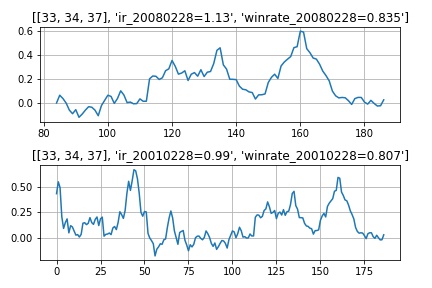 [[33, 34, 37], 'ir_20080228=1.13', 'winrate_20080228=0.835']
0.6
0.4
0.2
0.0
80 100 120 140 160 180
[[33, 34, 37], 'ir_20010228=0.99', 'winrate_20010228=0.807']
0.50
0.25
0.00
0 25 50 75 100 125 150 175